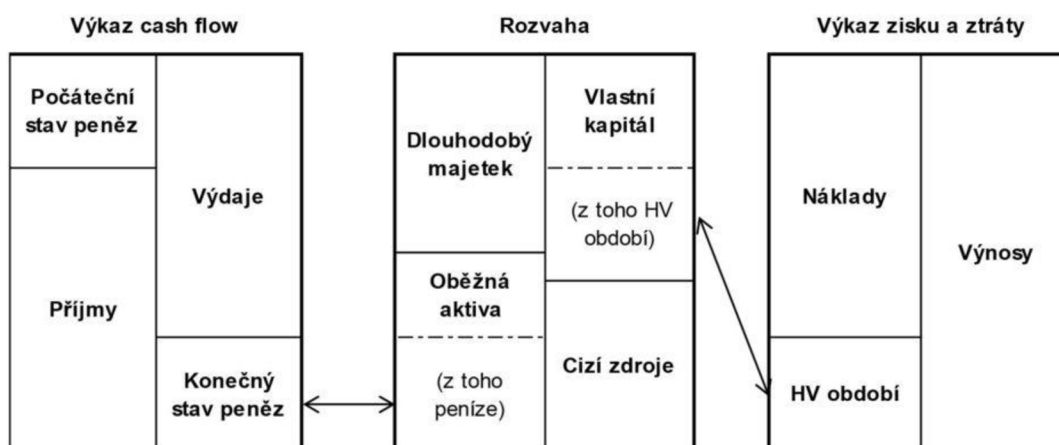 Výkaz cash flow
Počáteční
stav peněz
Výdaje
Příjmy
Konečný
stav peněz
Rozvaha
Dlouhodobý
majetek
Vlastní
kapitál
(z toho HV
období)
Oběžná
aktiva
(z toho
peníze)
Cizí zdroje
Výkaz zisku a ztráty
Náklady
Výnosy
HV období